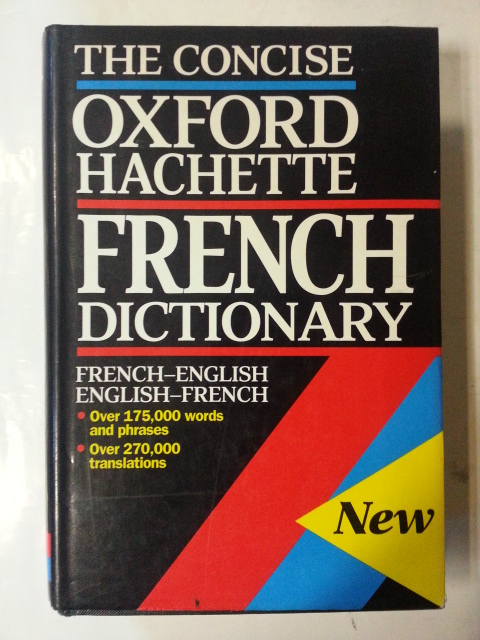 THE CONCISE
OXFORD
HACHETTE
FRENCH
DICTIONARY
FRENCH–ENGLISH
ENGLISH–FRENCH
• Over 175,000 words
and phrases
• Over 270,000
translations
New